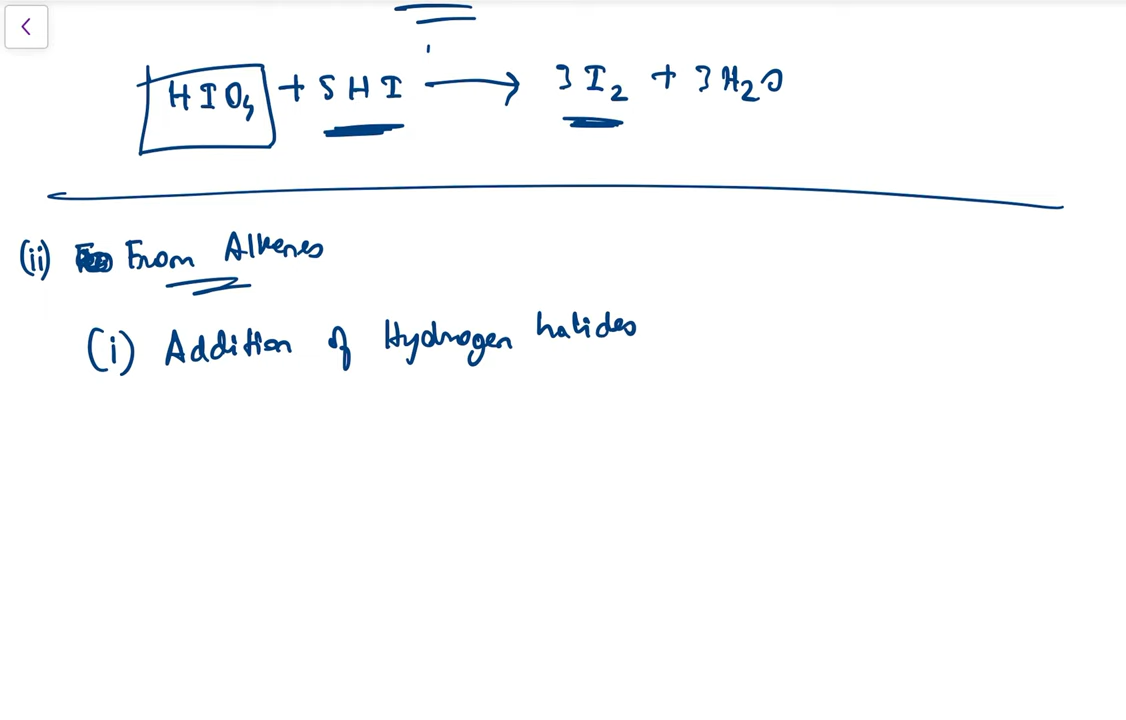 HIO₃ + 5HI ⟶ 3I₂ + 3H₂O
(ii) From Alkenes
(i) Addition of Hydrogen halides